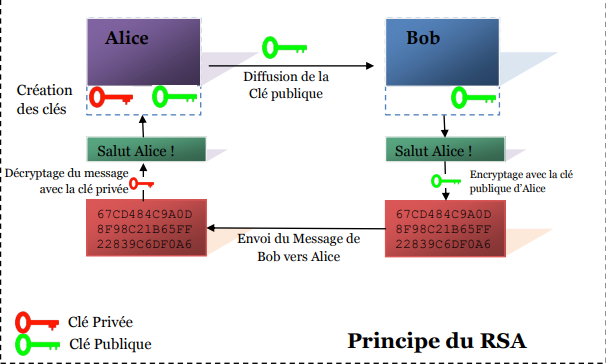 Alice
Bob
Création
des clés
Diffusion de la
Clé publique
Salut Alice !
Salut Alice !
Décryptage du message
avec la clé privée
Encryptage avec la clé
publique d'Alice
67CD484C9A0D
8F98C21B65FF
22839C6DF0A6
67CD484C9A0D
8F98C21B65FF
22839C6DF0A6
Envoi du Message de
Bob vers Alice
Clé Privée
Clé Publique
Principe du RSA